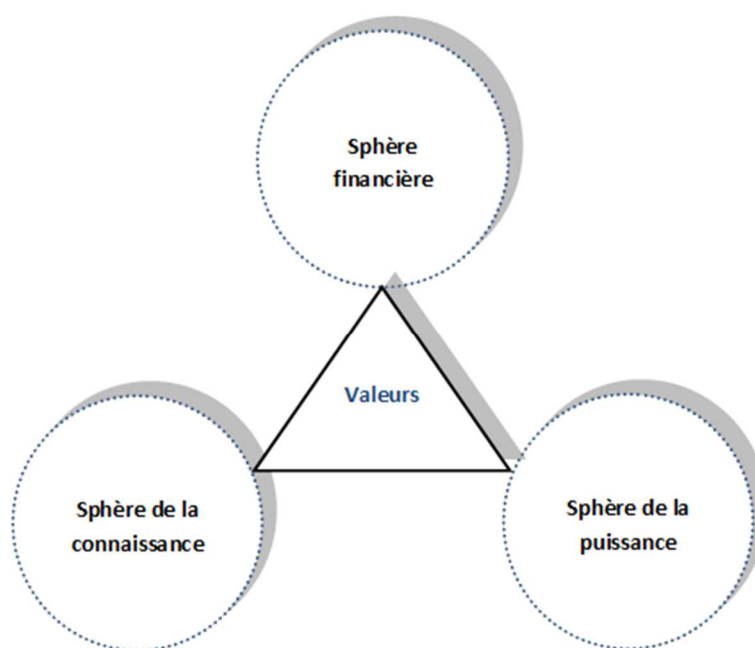 Sphère
financière
Valeurs
Sphère de la
connaissance
Sphère de la
puissance